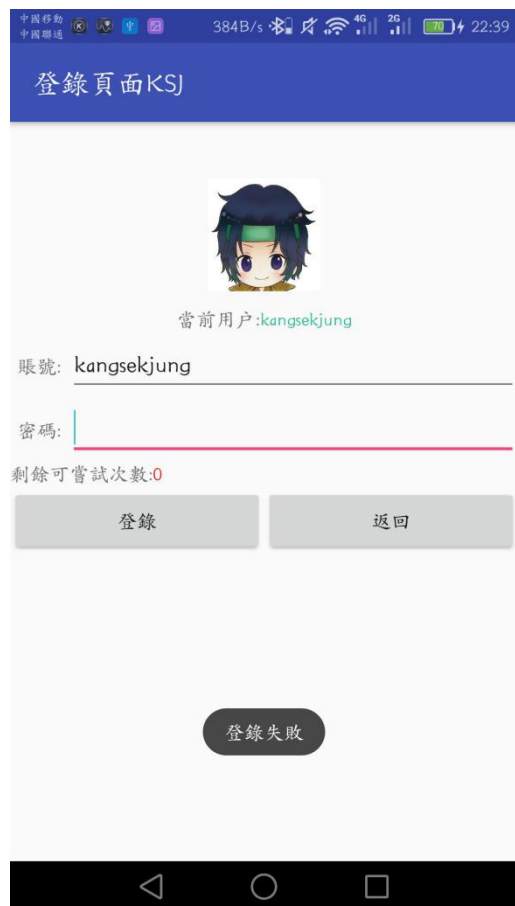 中國移動
中國聯通
384B/s 4G 2G 70 22:39
登錄頁面KSJ
當前用户:kangsekjung
賬號: kangsekjung
密碼:
剩餘可嘗試次數:0
登錄 返回
登錄失敗